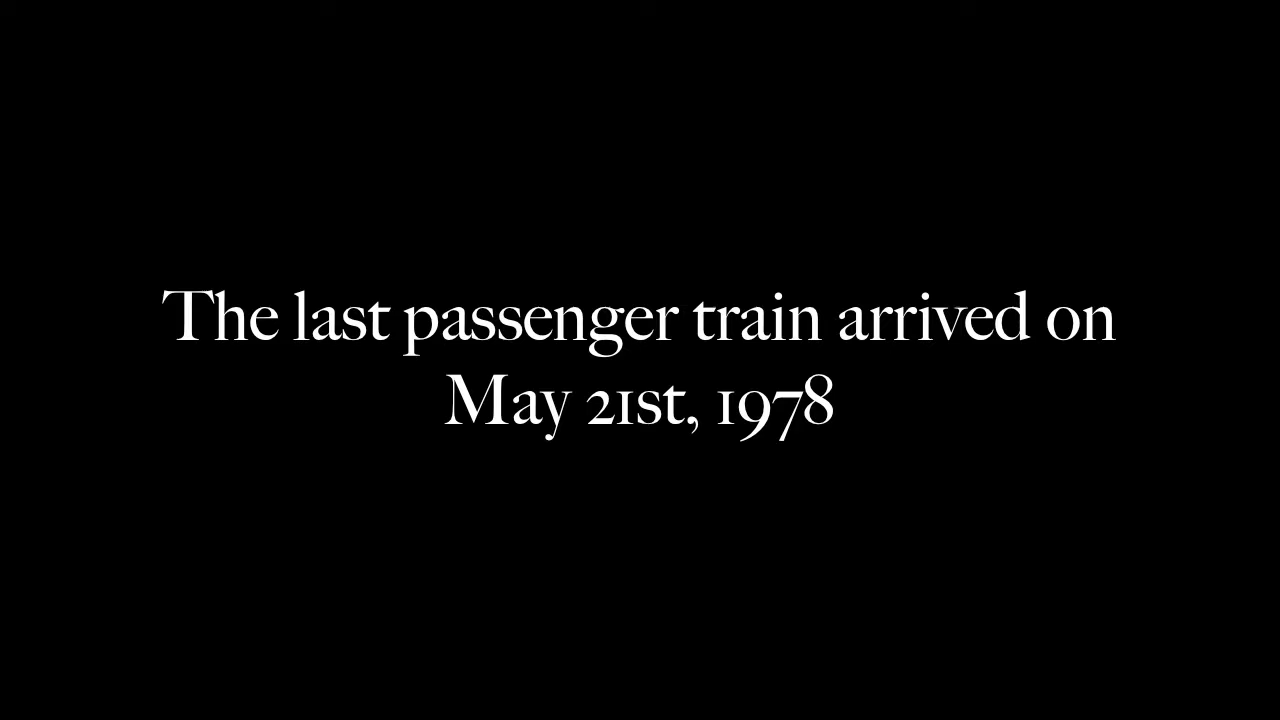 The last passenger train arrived on
May 21st, 1978